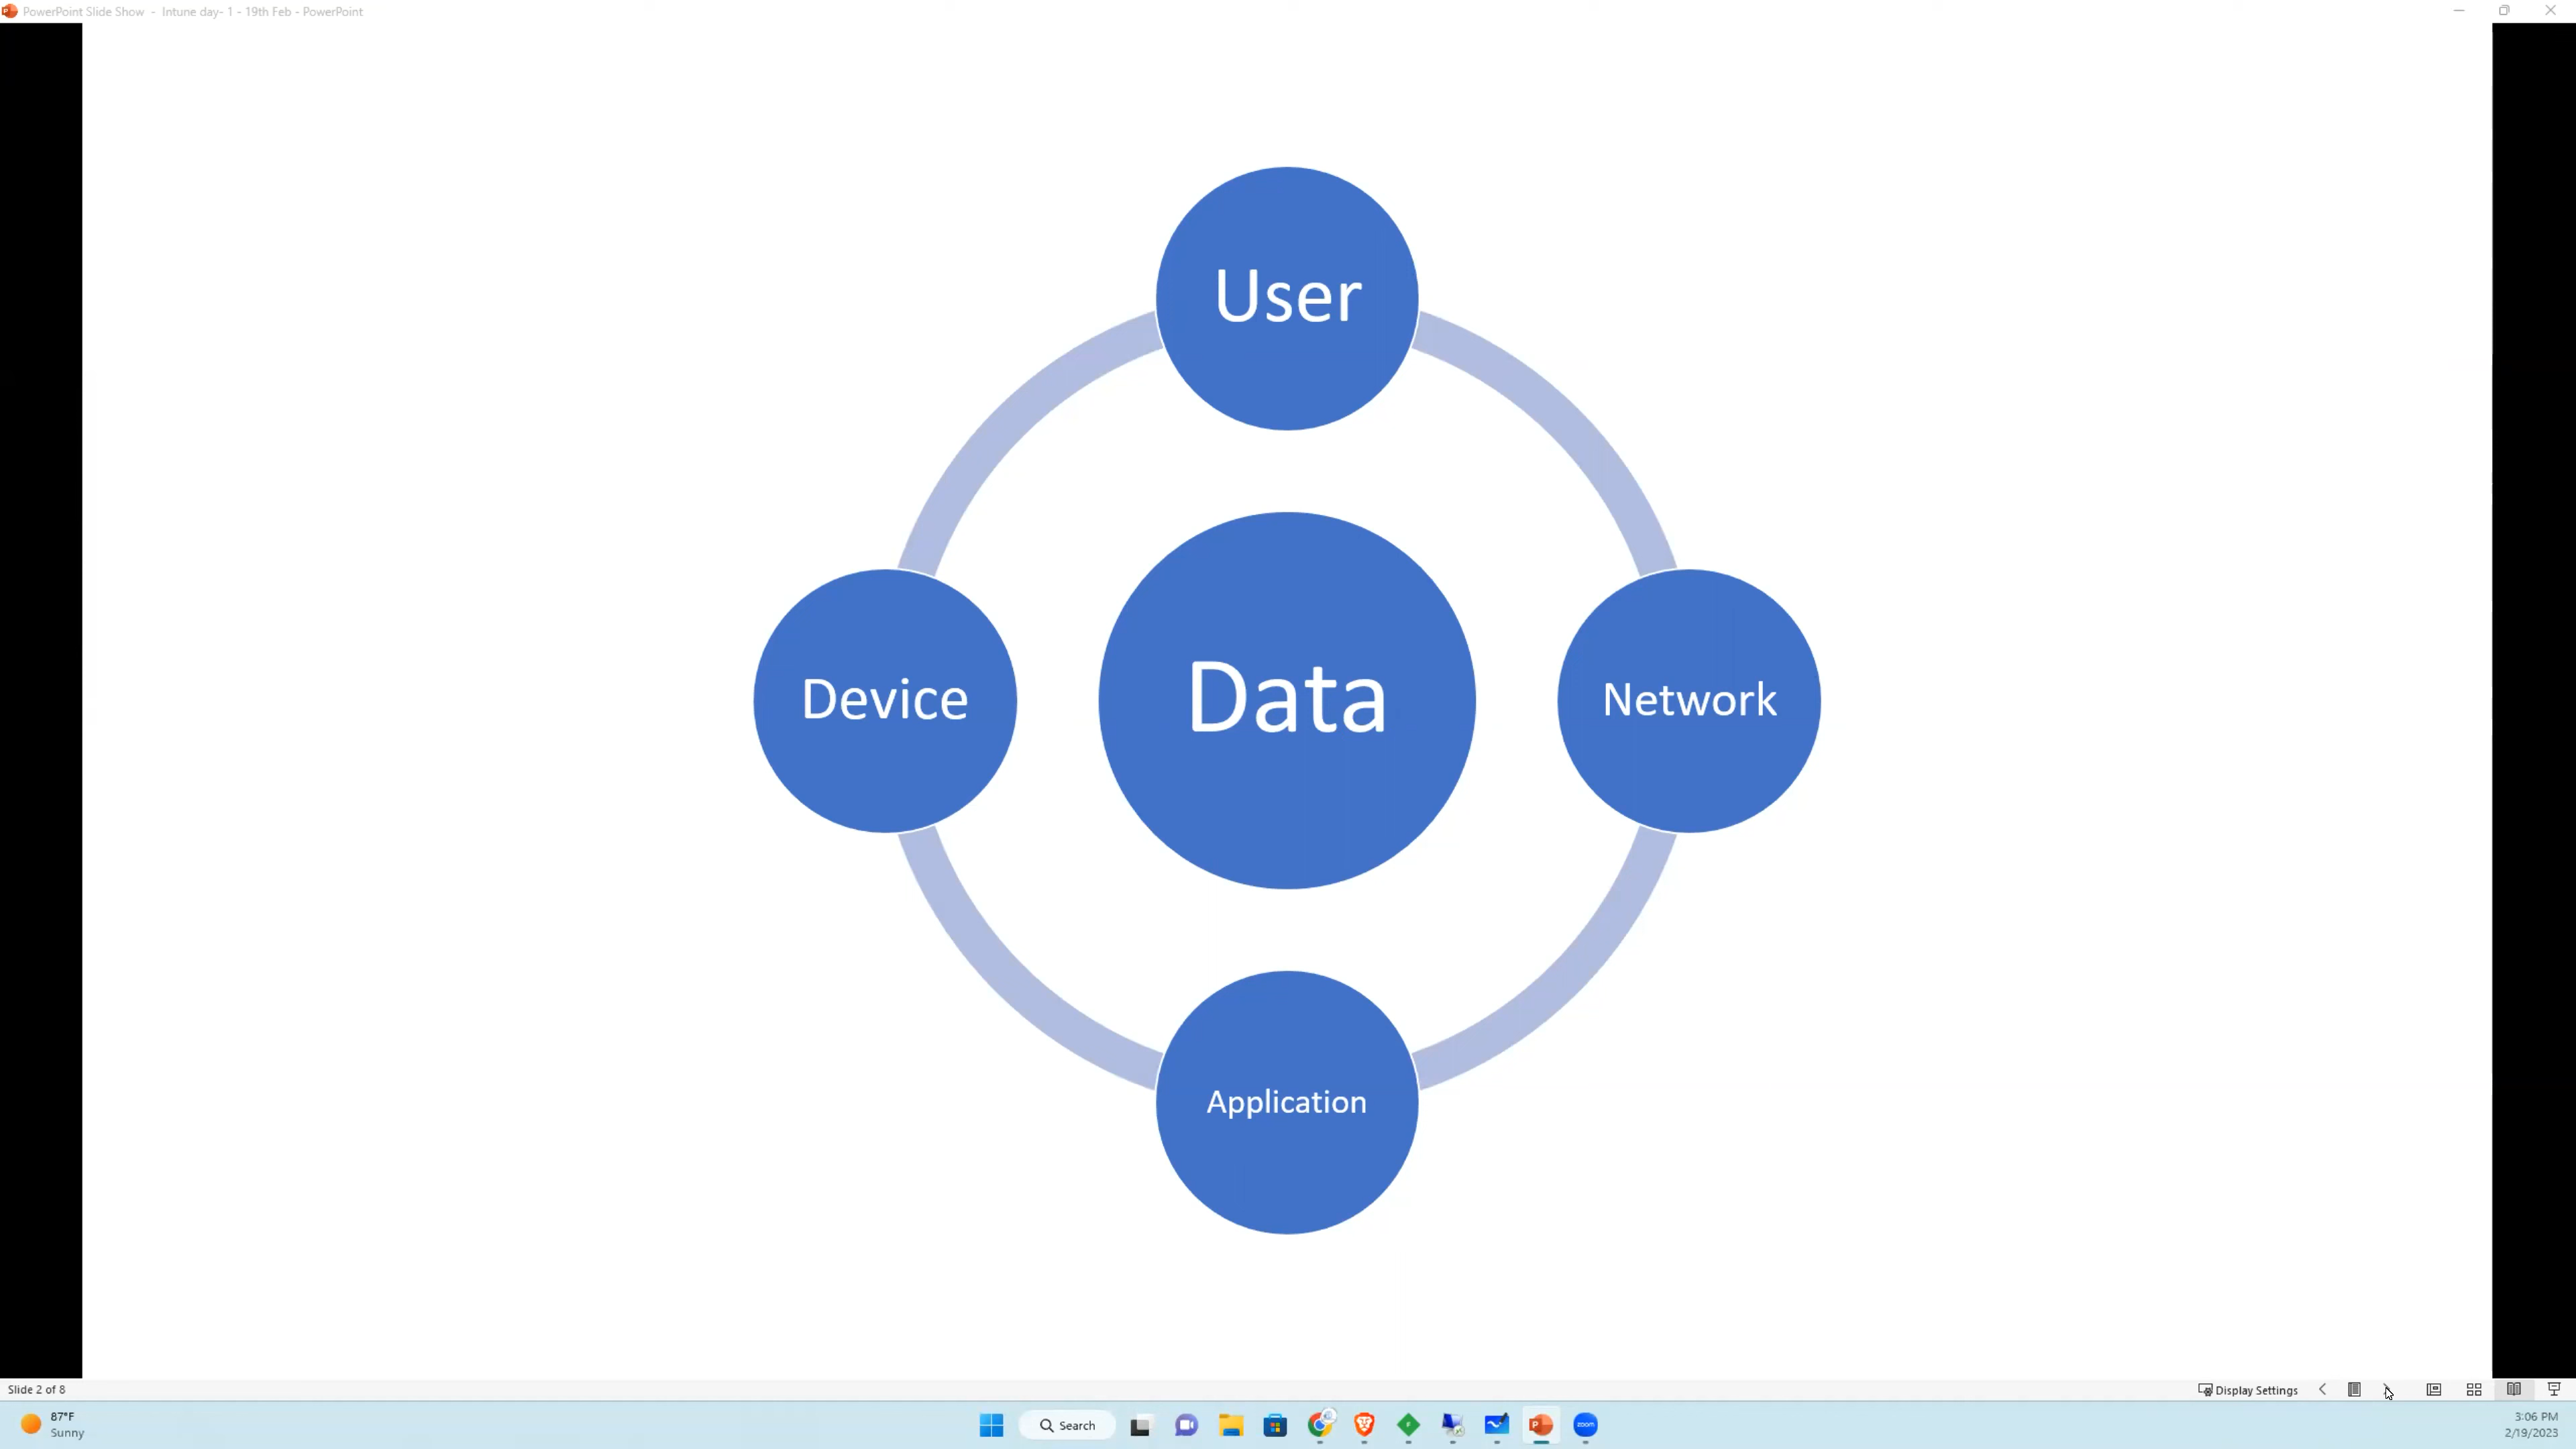 PowerPoint Slide Show - Intune day- 1 - 19th Feb - PowerPoint
User
Device
Data
Network
Application
Slide 2 of 8
Display Settings
87°F
Sunny
Search
zoom
3:06 PM
2/19/2023